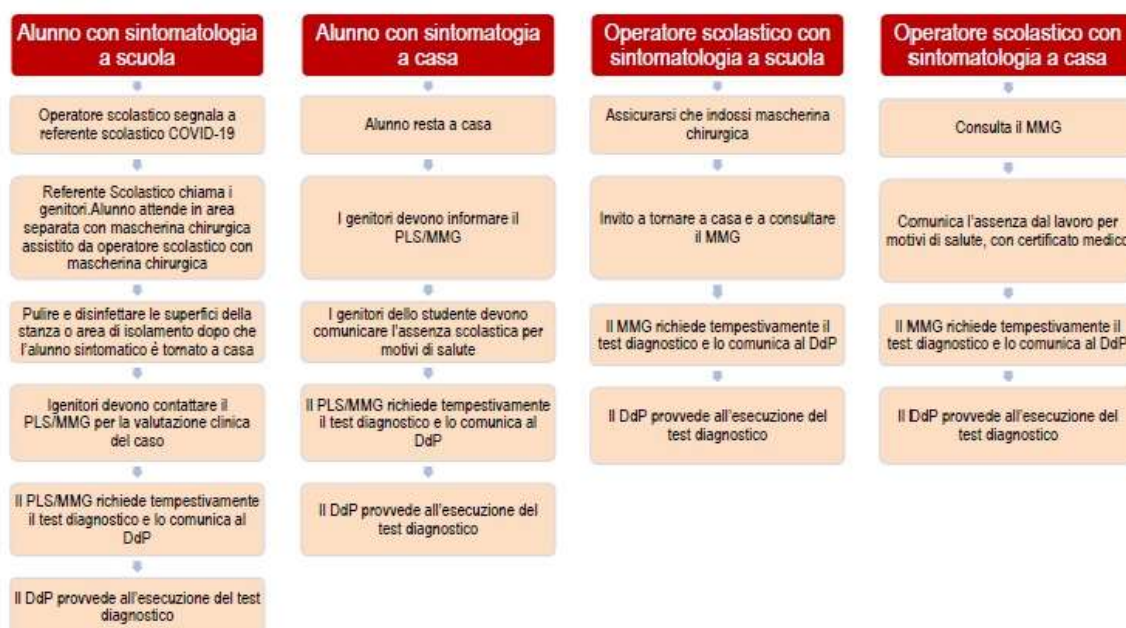 Alunno con sintomatologia
a scuola
Operatore scolastico segnala a
referente scolastico COVID-19
Referente Scolastico chiama i
genitori.Alunno attende in area
separata con mascherina chirurgica
assistito da operatore scolastico con
mascherina chirurgica
Pulire e disinfettare le superfici della
stanza o area di isolamento dopo che
l'alunno sintomatico è tornato a casa
Igenitori devono contattare il
PLS/MMG per la valutazione clinica
del caso
Il PLS/MMG richiede tempestivamente
il test diagnostico e lo comunica al
DdP
Il DdP provvede all'esecuzione del test
diagnostico
Alunno con sintomatogia
a casa
Alunno resta a casa
I genitori devono informare il
PLS/MMG
I genitori dello studente devono
comunicare l'assenza scolastica per
motivi di salute
Il PLS/MMG richiede tempestivamente
il test diagnostico e lo comunica al
DdP
Il DdP provvede all'esecuzione del
test diagnostico
Operatore scolastico con
sintomatologia a scuola
Assicurarsi che indossi mascherina
chirurgica
Invito a tornare a casa e a consultare
il MMG
Il MMG richiede tempestivamente il
test diagnostico e lo comunica al DdP
Il DdP provvede all'esecuzione del
test diagnostico
Operatore scolastico con
sintomatologia a casa
Consulta il MMG
Comunica l'assenza dal lavoro per
motivi di salute, con certificato medico
Il MMG richiede tempestivamente il
test diagnostico e lo comunica al DdP
Il DdP provvede all'esecuzione del
test diagnostico